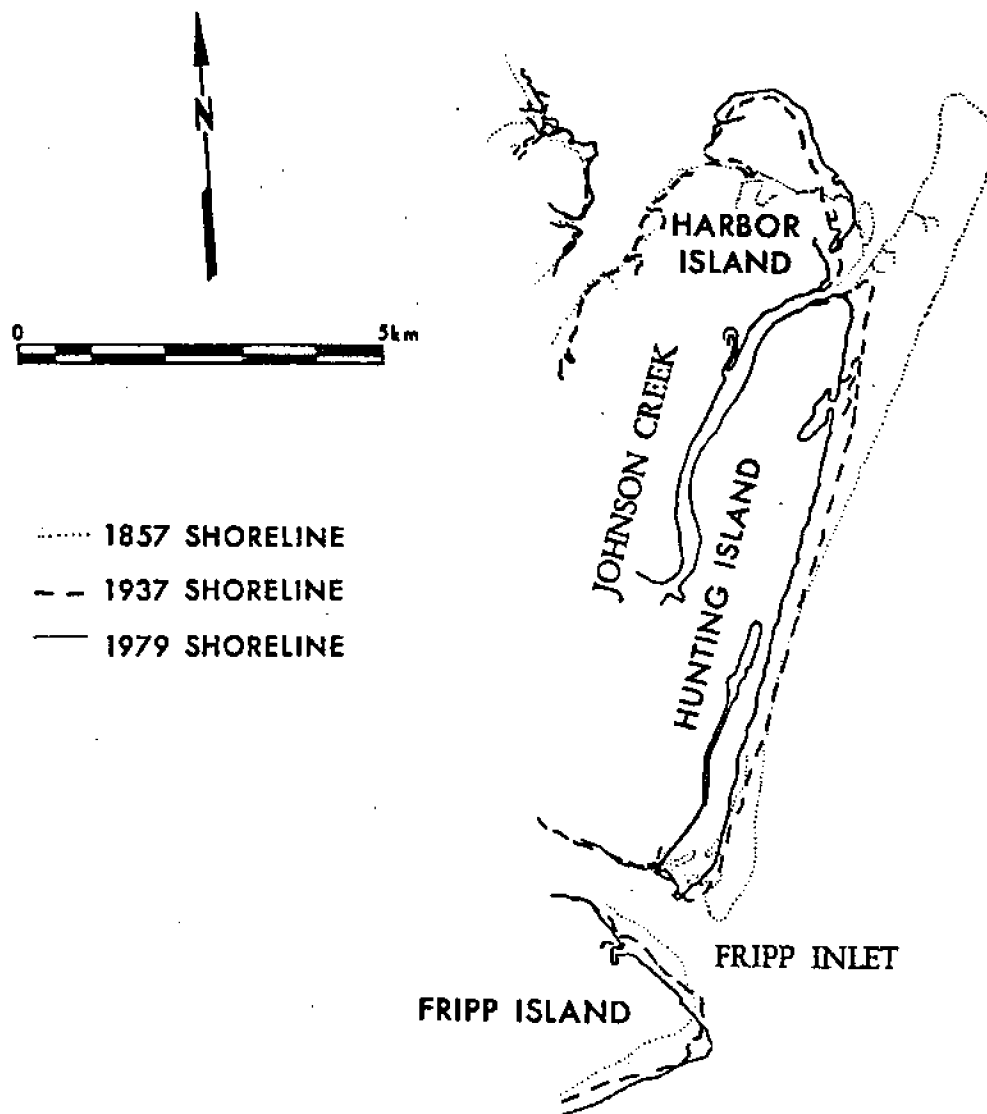 N
0 5km
HARBOR
ISLAND
JOHNSON CREEK
HUNTING ISLAND
1857 SHORELINE
1937 SHORELINE
1979 SHORELINE
FRIPP INLET
FRIPP ISLAND